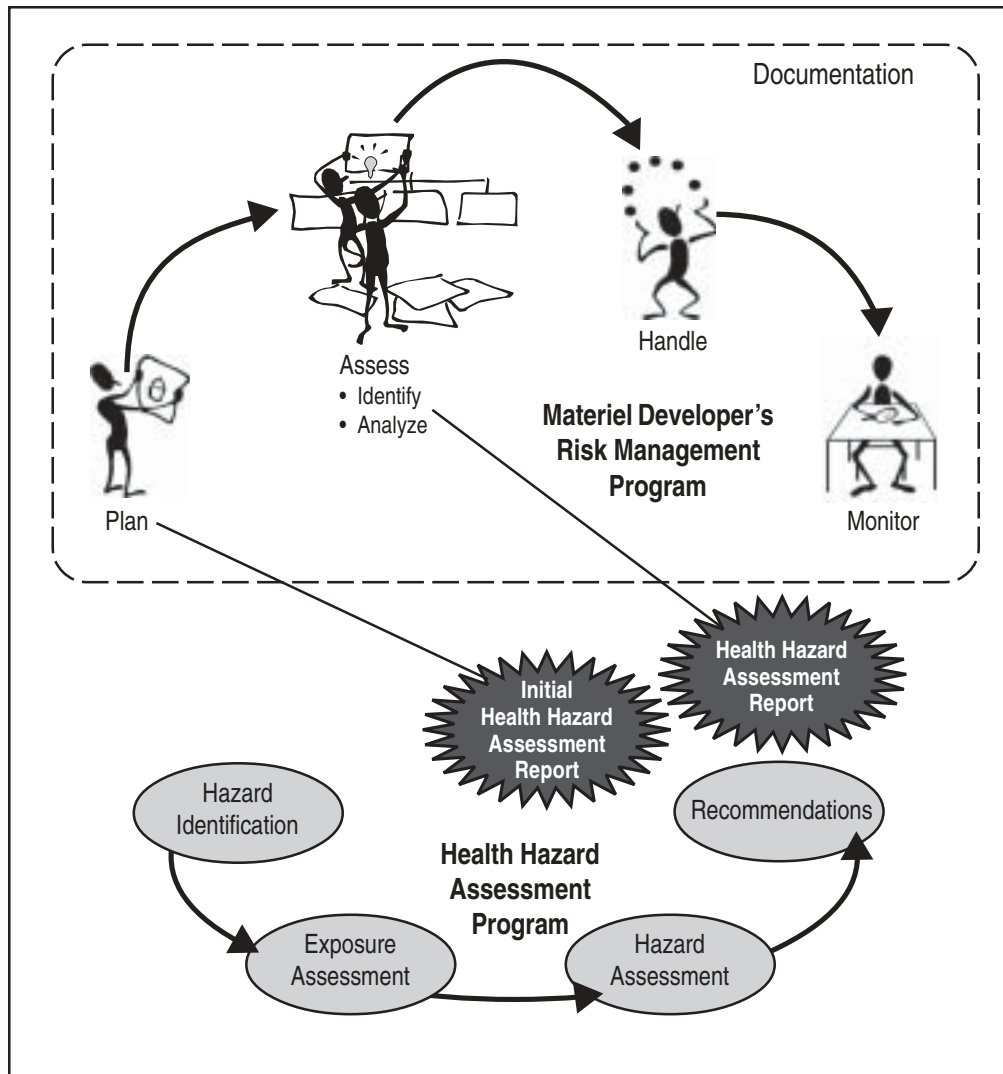 Documentation
Assess
• Identify
• Analyze
Handle
Plan
Materiel Developer's
Risk Management
Program
Monitor
Health Hazard
Assessment
Report
Initial
Health Hazard
Assessment
Report
Hazard
Identification
Recommendations
Health Hazard
Assessment
Program
Exposure
Assessment
Hazard
Assessment